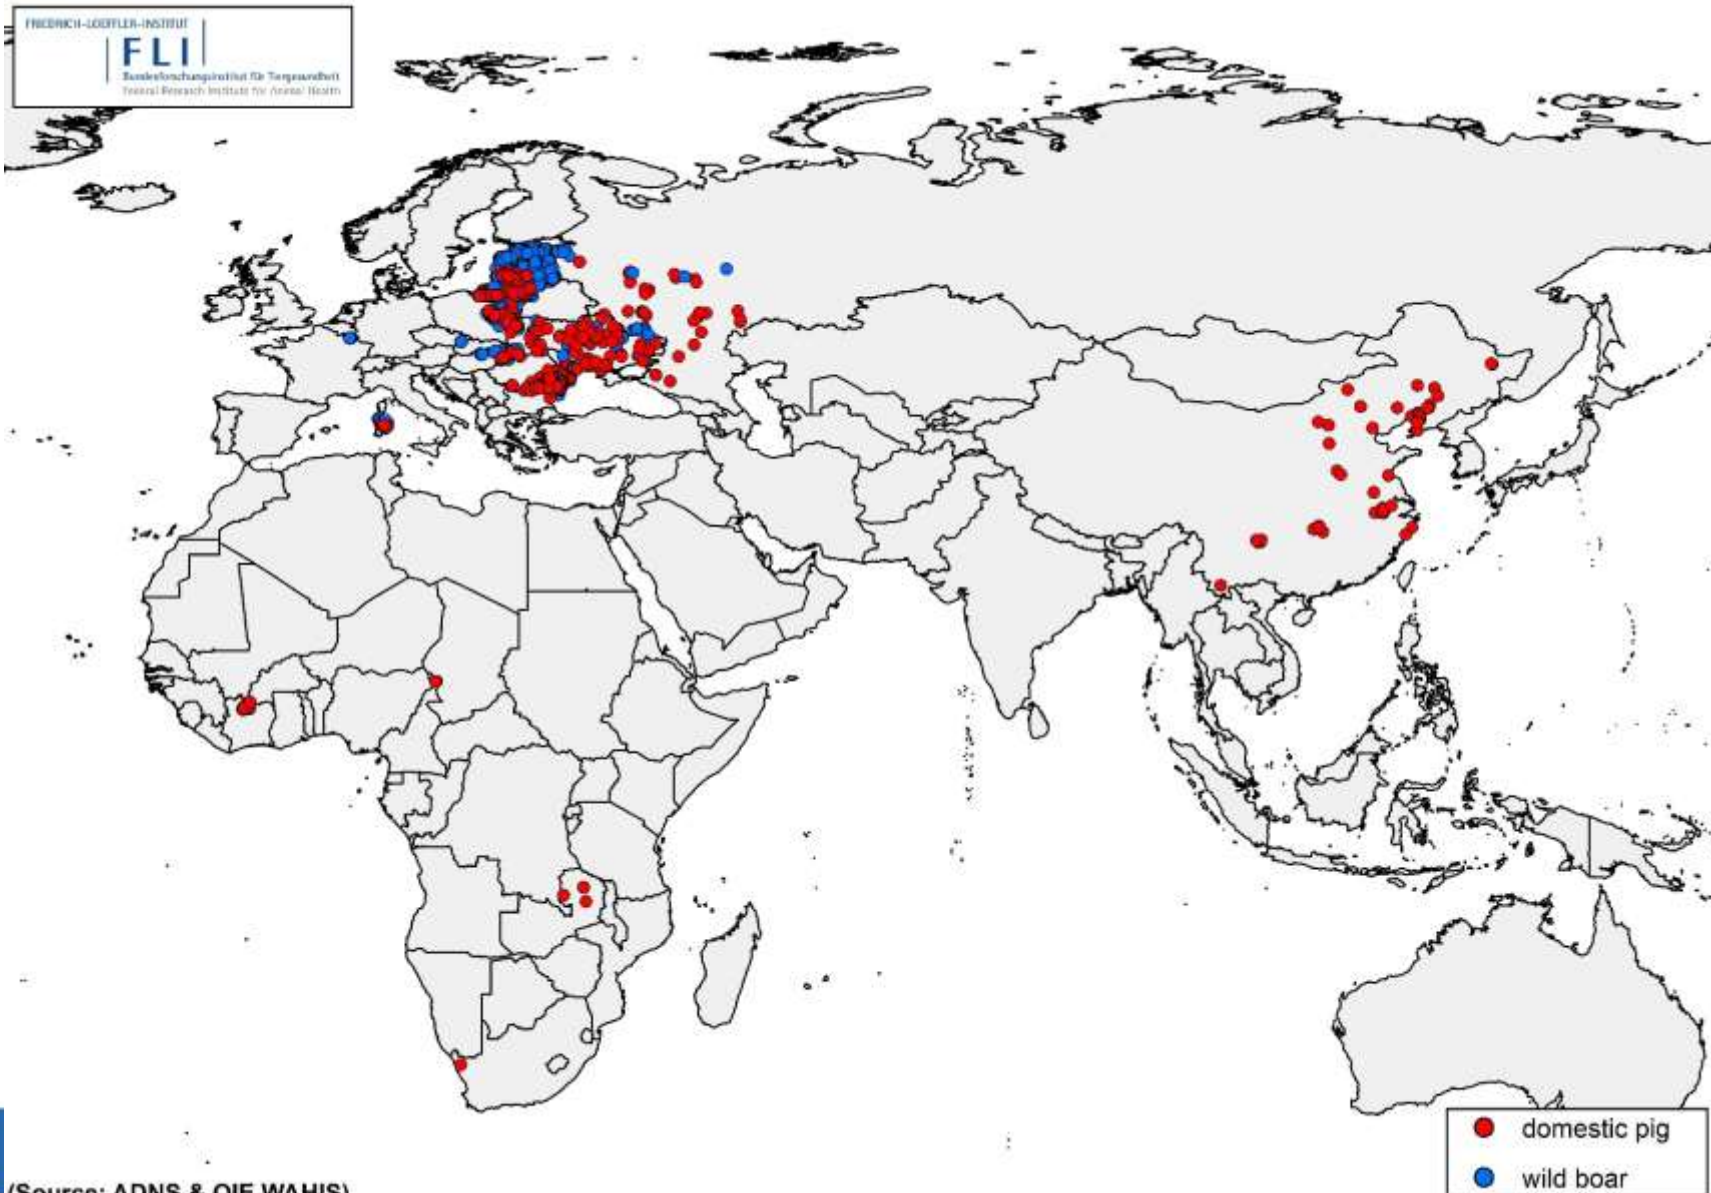 FRIEDRICH-LOEFFLER-INSTITUT
FLI
Bundesforschungsinstitut für Tiergesundheit
Federal Research Institute for Animal Health
domestic pig
wild boar
(Source: ADNS & OIE WAHIS)